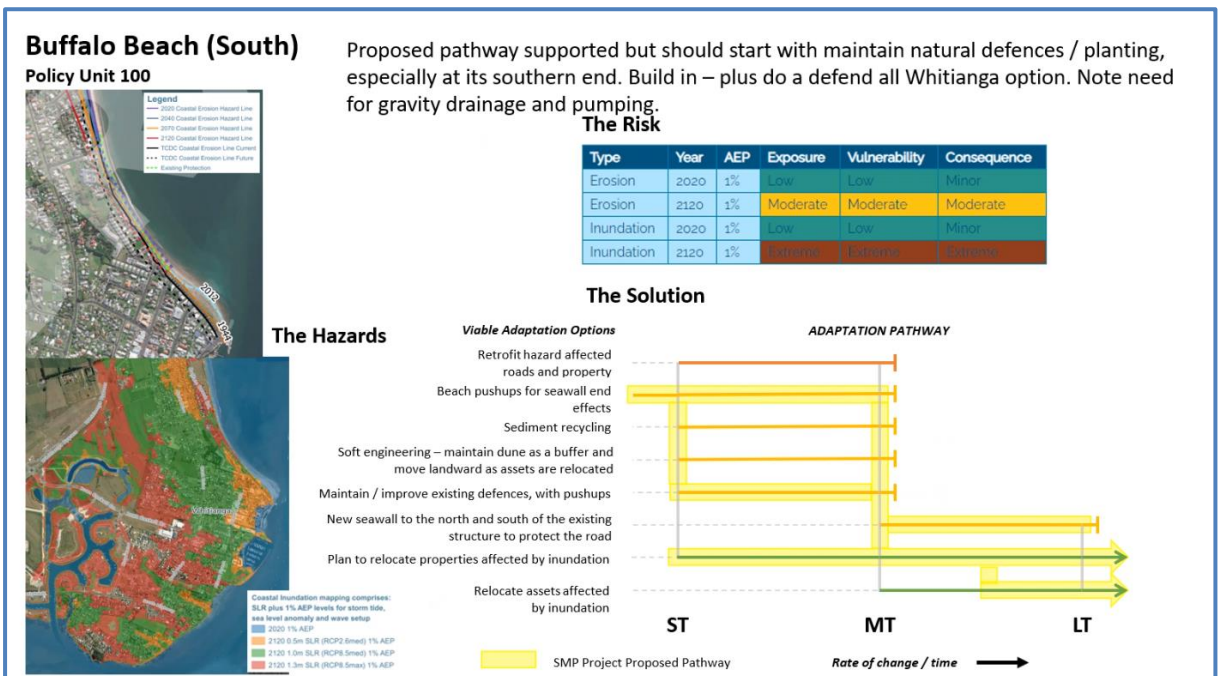 Buffalo Beach (South)
Policy Unit 100
Proposed pathway supported but should start with maintain natural defences / planting,
especially at its southern end. Build in – plus do a defend all Whitianga option. Note need
for gravity drainage and pumping.
Legend
2020 Coastal Erosion Hazard Line
2040 Coastal Erosion Hazard Line
2070 Coastal Erosion Hazard Line
2120 Coastal Erosion Hazard Line
TCDC Coastal Erosion Line Current
TCDC Coastal Erosion Line Future
Existing Protection
2012
1944
The Risk
Type Year AEP Exposure Vulnerability Consequence
Erosion 2020 1% Low Low Minor
Erosion 2120 1% Moderate Moderate Moderate
Inundation 2020 1% Low Low Minor
Inundation 2120 1% Extreme Extreme Extreme
The Solution
The Hazards
Viable Adaptation Options
ADAPTATION PATHWAY
Retrofit hazard affected
roads and property
Beach pushups for seawall end
effects
Sediment recycling
Soft engineering – maintain dune as a buffer and
move landward as assets are relocated
Maintain / improve existing defences, with pushups
New seawall to the north and south of the existing
structure to protect the road
Plan to relocate properties affected by inundation
Relocate assets affected
by inundation
ST MT LT
SMP Project Proposed Pathway
Rate of change / time
Whitianga
Coastal Inundation mapping comprises:
SLR plus 1% AEP levels for storm tide,
sea level anomaly and wave setup
2020 1% AEP
2120 0.5m SLR (RCP2.6med) 1% AEP
2120 1.0m SLR (RCP8.5med) 1% AEP
2120 1.3m SLR (RCP8.5max) 1% AEP